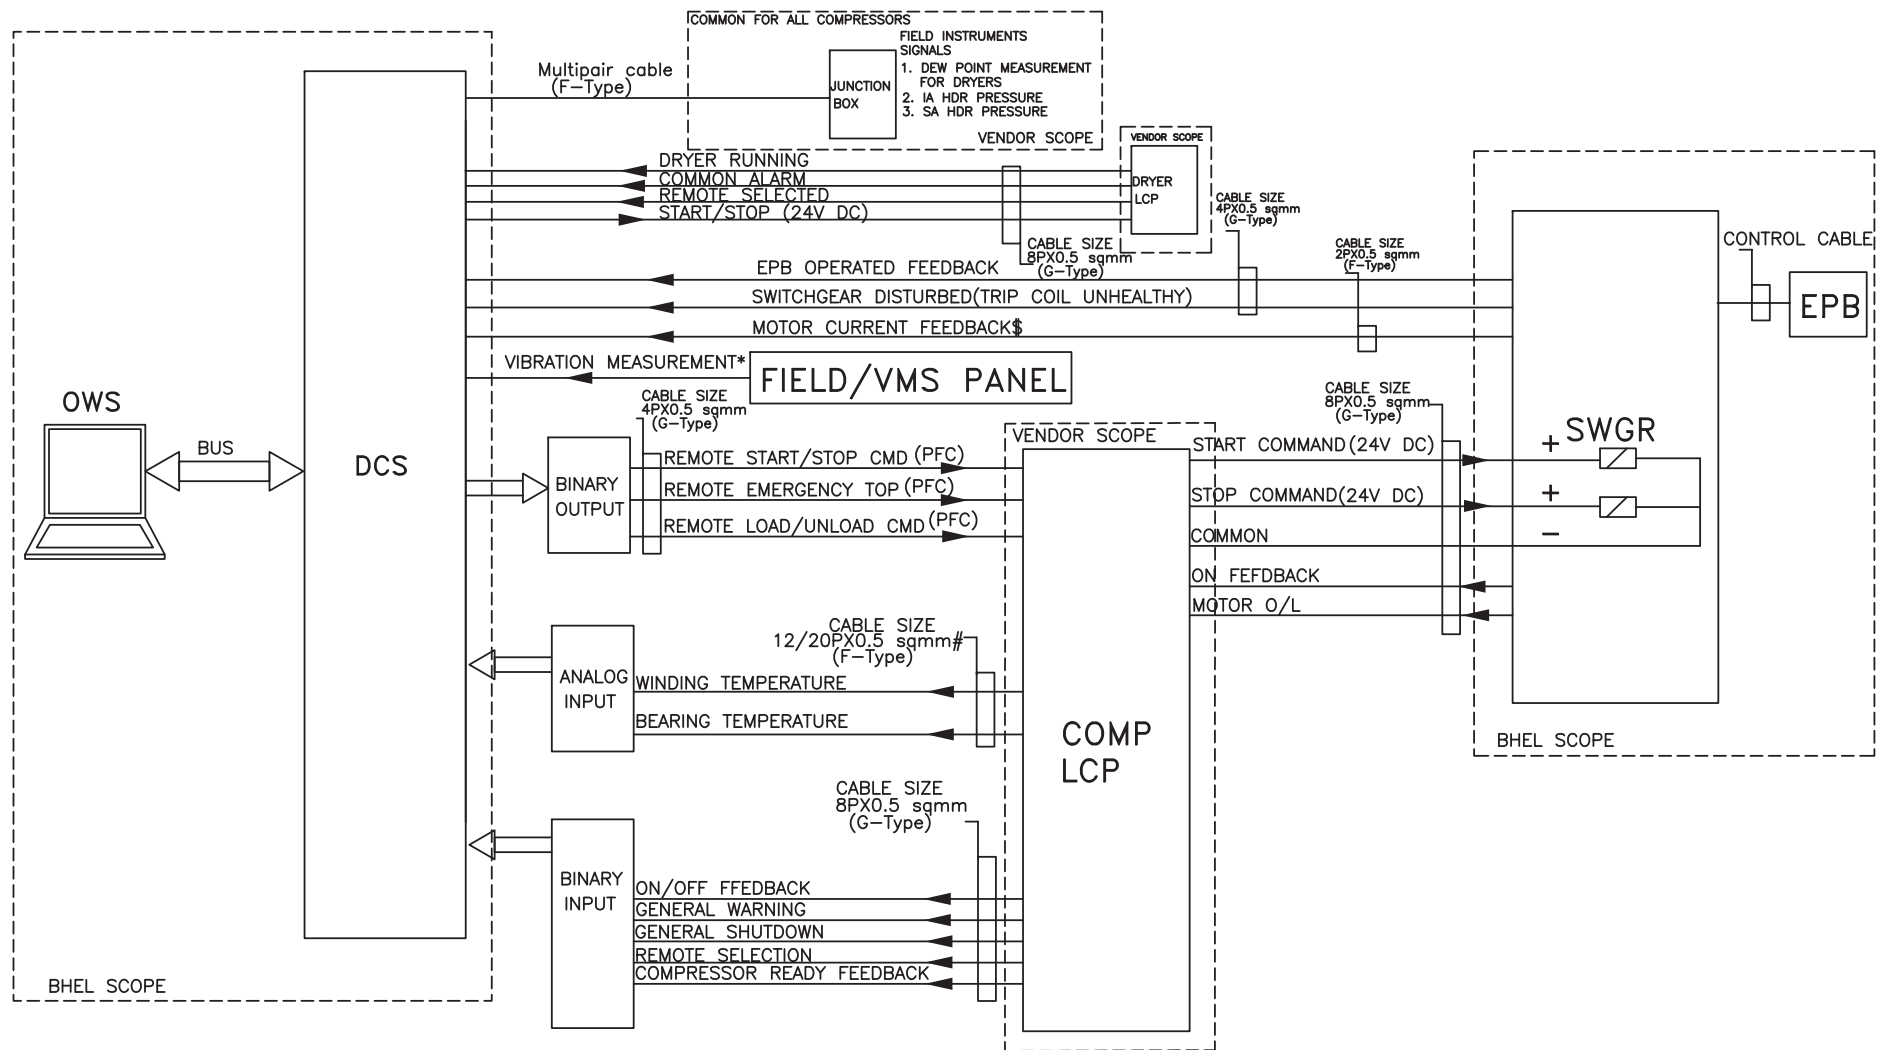 COMMON FOR ALL COMPRESSORS
FIELD INSTRUMENTS
SIGNALS
1. DEW POINT MEASUREMENT
FOR DRYERS
2. IA HDR PRESSURE
3. SA HDR PRESSURE
JUNCTION
BOX
VENDOR SCOPE
Multipair cable
(F-Type)
VENDOR SCOPE
DRYER
LCP
DRYER RUNNING
COMMON ALARM
REMOTE SELECTED
START/STOP (24V DC)
CABLE SIZE
8PX0.5 sqmm
(G-Type)
CABLE SIZE
4PX0.5 sqmm
(G-Type)
CABLE SIZE
2PX0.5 sqmm
(F-Type)
CONTROL CABLE
EPB
EPB OPERATED FEEDBACK
SWITCHGEAR DISTURBED(TRIP COIL UNHEALTHY)
MOTOR CURRENT FEEDBACK$
VIBRATION MEASUREMENT*
FIELD/VMS PANEL
OWS
BUS
DCS
CABLE SIZE
4PX0.5 sqmm
(G-Type)
BINARY
OUTPUT
REMOTE START/STOP CMD (PFC)
REMOTE EMERGENCY TOP (PFC)
REMOTE LOAD/UNLOAD CMD (PFC)
VENDOR SCOPE
CABLE SIZE
8PX0.5 sqmm
(G-Type)
START COMMAND(24V DC)
STOP COMMAND(24V DC)
COMMON
ON FEFDBACK
MOTOR O/L
SWGR
+
+
−
BHEL SCOPE
CABLE SIZE
12/20PX0.5 sqmm#
(F-Type)
ANALOG
INPUT
WINDING TEMPERATURE
BEARING TEMPERATURE
COMP
LCP
CABLE SIZE
8PX0.5 sqmm
(G-Type)
BINARY
INPUT
ON/OFF FFEDBACK
GENERAL WARNING
GENERAL SHUTDOWN
REMOTE SELECTION
COMPRESSOR READY FEEDBACK
BHEL SCOPE